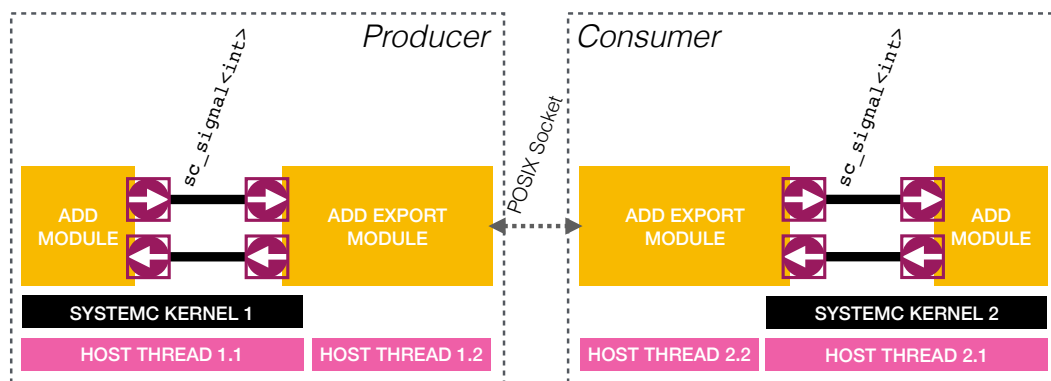 Producer
Consumer
sc_signal<int>
sc_signal<int>
POSIX Socket
ADD
MODULE
ADD EXPORT
MODULE
ADD EXPORT
MODULE
ADD
MODULE
SYSTEMC KERNEL 1
SYSTEMC KERNEL 2
HOST THREAD 1.1
HOST THREAD 1.2
HOST THREAD 2.2
HOST THREAD 2.1